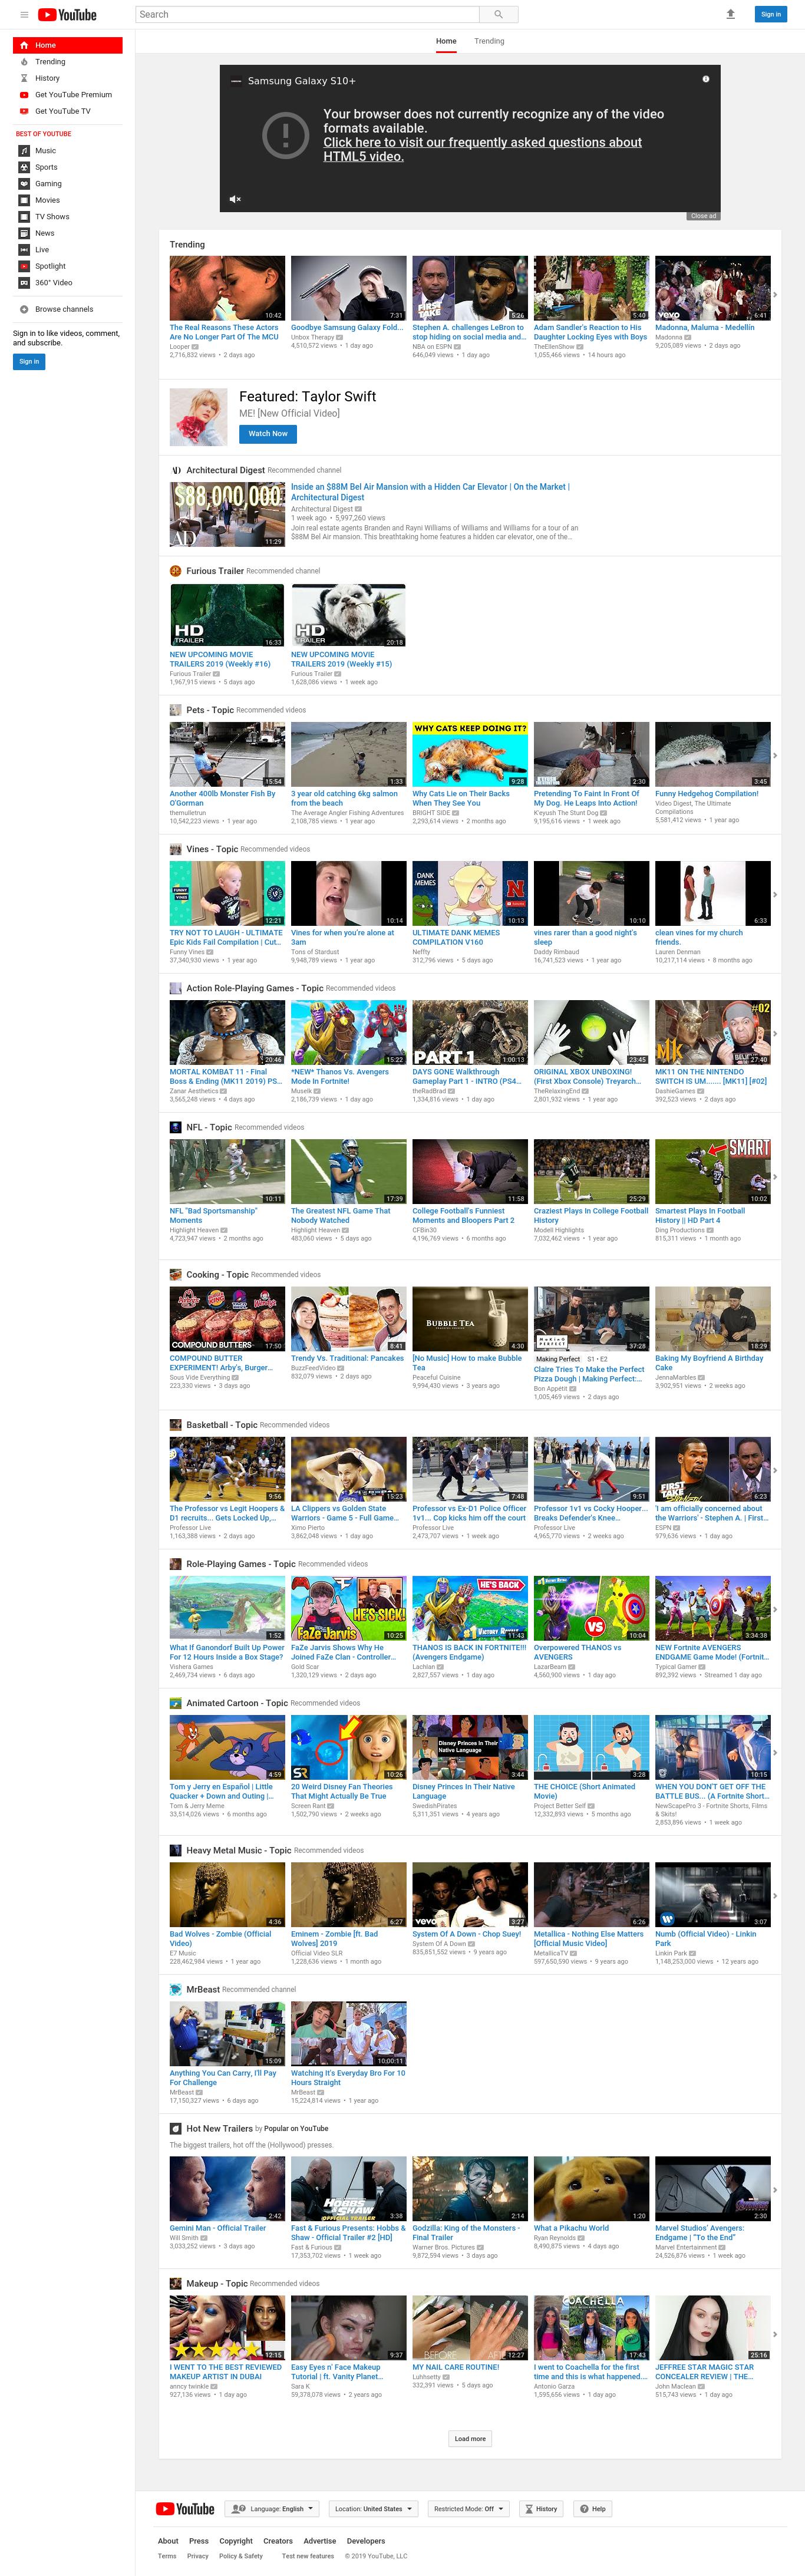 YouTube
Search
Sign in
Home
Trending
History
Get YouTube Premium
Get YouTube TV
BEST OF YOUTUBE
Music
Sports
Gaming
Movies
TV Shows
News
Live
Spotlight
360° Video
Browse channels
Sign in to like videos, comment,
and subscribe.
Sign in
Home Trending
Samsung Galaxy S10+
Your browser does not currently recognize any of the video
formats available.
Click here to visit our frequently asked questions about
HTML5 video.
Close ad
Trending
10:42
7:31
FIRST TAKE
5:26
5:40
vevo
6:41
The Real Reasons These Actors
Are No Longer Part Of The MCU
Looper
2,716,832 views • 2 days ago
Goodbye Samsung Galaxy Fold...
Unbox Therapy
4,510,572 views • 1 day ago
Stephen A. challenges LeBron to
stop hiding on social media and...
NBA on ESPN
646,049 views • 1 day ago
Adam Sandler's Reaction to His
Daughter Locking Eyes with Boys
TheEllenShow
1,055,466 views • 14 hours ago
Madonna, Maluma - Medellín
Madonna
9,205,089 views • 2 days ago
Featured: Taylor Swift
ME! [New Official Video]
Watch Now
Architectural Digest Recommended channel
$88,000,000
AD
11:29
Inside an $88M Bel Air Mansion with a Hidden Car Elevator | On the Market |
Architectural Digest
Architectural Digest
1 week ago • 5,997,260 views
Join real estate agents Branden and Rayni Williams of Williams and Williams for a tour of an
$88M Bel Air mansion. This breathtaking home features a hidden car elevator, one of the...
Furious Trailer Recommended channel
HD
TRAILER
16:33
HD
TRAILER
20:18
NEW UPCOMING MOVIE
TRAILERS 2019 (Weekly #16)
Furious Trailer
1,967,915 views • 5 days ago
NEW UPCOMING MOVIE
TRAILERS 2019 (Weekly #15)
Furious Trailer
1,628,086 views • 1 week ago
Pets - Topic Recommended videos
15:54
1:33
WHY CATS KEEP DOING IT?
9:28
2:30
3:45
Another 400lb Monster Fish By
O'Gorman
themulletrun
10,542,223 views • 1 year ago
3 year old catching 6kg salmon
from the beach
The Average Angler Fishing Adventures
2,108,785 views • 1 year ago
Why Cats Lie on Their Backs
When They See You
BRIGHT SIDE
2,293,614 views • 2 months ago
Pretending To Faint In Front Of
My Dog. He Leaps Into Action!
K'eyush The Stunt Dog
9,195,616 views • 1 week ago
Funny Hedgehog Compilation!
Video Digest, The Ultimate
Compilations
5,581,412 views • 1 year ago
Vines - Topic Recommended videos
FUNNY
VINES
12:21
10:14
DANK
MEMES
10:13
10:10
6:33
TRY NOT TO LAUGH - ULTIMATE
Epic Kids Fail Compilation | Cut...
Funny Vines
37,340,930 views • 1 year ago
Vines for when you're alone at
3am
Tons of Stardust
9,948,789 views • 1 year ago
ULTIMATE DANK MEMES
COMPILATION V160
Neffty
312,796 views • 5 days ago
vines rarer than a good night's
sleep
Daddy Rimbaud
16,741,523 views • 1 year ago
clean vines for my church
friends.
Lauren Denman
10,217,114 views • 8 months ago
Action Role-Playing Games - Topic Recommended videos
20:46
15:22
PART 1
1:00:13
23:45
#02
MK
27:40
MORTAL KOMBAT 11 - Final
Boss & Ending (MK11 2019) PS...
Zanar Aesthetics
3,565,248 views • 4 days ago
*NEW* Thanos Vs. Avengers
Mode In Fortnite!
Muselk
2,186,739 views • 1 day ago
DAYS GONE Walkthrough
Gameplay Part 1 - INTRO (PS4...
theRadBrad
1,334,816 views • 1 day ago
ORIGINAL XBOX UNBOXING!
(First Xbox Console) Treyarch...
TheRelaxingEnd
2,801,932 views • 1 year ago
MK11 ON THE NINTENDO
SWITCH IS UM....... [MK11] [#02]
DashieGames
392,523 views • 2 days ago
NFL - Topic Recommended videos
10:11
17:39
11:58
25:29
SMART
10:02
NFL "Bad Sportsmanship"
Moments
Highlight Heaven
4,723,947 views • 2 months ago
The Greatest NFL Game That
Nobody Watched
Highlight Heaven
483,060 views • 5 days ago
College Football's Funniest
Moments and Bloopers Part 2
CFBin30
4,196,769 views • 6 months ago
Craziest Plays In College Football
History
Modell Highlights
7,032,462 views • 1 year ago
Smartest Plays In Football
History || HD Part 4
Ding Productions
815,311 views • 1 month ago
Cooking - Topic Recommended videos
COMPOUND BUTTERS
17:50
8:41
BUBBLE TEA
4:30
MAKING
PERFECT
37:28
18:29
COMPOUND BUTTER
EXPERIMENT! Arby's, Burger...
Sous Vide Everything
223,330 views • 3 days ago
Trendy Vs. Traditional: Pancakes
BuzzFeedVideo
832,079 views • 2 days ago
[No Music] How to make Bubble
Tea
Peaceful Cuisine
9,994,430 views • 3 years ago
Making Perfect S1 • E2
Claire Tries To Make the Perfect
Pizza Dough | Making Perfect:...
Bon Appétit
1,005,469 views • 2 days ago
Baking My Boyfriend A Birthday
Cake
JennaMarbles
3,902,951 views • 2 weeks ago
Basketball - Topic Recommended videos
9:56
15:23
7:48
9:51
FIRST TAKE
6:23
The Professor vs Legit Hoopers &
D1 recruits... Gets Locked Up,...
Professor Live
1,163,388 views • 2 days ago
LA Clippers vs Golden State
Warriors - Game 5 - Full Game...
Ximo Pierto
3,862,048 views • 1 day ago
Professor vs Ex-D1 Police Officer
1v1... Cop kicks him off the court
Professor Live
2,473,707 views • 1 week ago
Professor 1v1 vs Cocky Hooper...
Breaks Defender's Knee...
Professor Live
4,965,770 views • 2 weeks ago
'I am officially concerned about
the Warriors' - Stephen A. | First...
ESPN
979,636 views • 1 day ago
Role-Playing Games - Topic Recommended videos
1:52
HE'S SICK!
FaZe Jarvis
10:25
HE'S BACK
#1 VICTORY ROYALE
11:43
VS
10:04
3:34:38
What If Ganondorf Built Up Power
For 12 Hours Inside a Box Stage?
Vishera Games
2,469,734 views • 6 days ago
FaZe Jarvis Shows Why He
Joined FaZe Clan - Controller...
Gold Scar
1,320,129 views • 2 days ago
THANOS IS BACK IN FORTNITE!!!
(Avengers Endgame)
Lachlan
2,827,557 views • 1 day ago
Overpowered THANOS vs
AVENGERS
LazarBeam
4,560,900 views • 1 day ago
NEW Fortnite AVENGERS
ENDGAME Game Mode! (Fortnit...
Typical Gamer
892,392 views • Streamed 1 day ago
Animated Cartoon - Topic Recommended videos
4:59
SR
10:26
Disney Princes In Their
Native Language
3:44
3:28
10:15
Tom y Jerry en Español | Little
Quacker + Down and Outing |...
Tom & Jerry Meme
33,514,026 views • 6 months ago
20 Weird Disney Fan Theories
That Might Actually Be True
Screen Rant
1,502,790 views • 2 weeks ago
Disney Princes In Their Native
Language
SwedishPirates
5,311,351 views • 4 years ago
THE CHOICE (Short Animated
Movie)
Project Better Self
12,332,893 views • 5 months ago
WHEN YOU DON'T GET OFF THE
BATTLE BUS... (A Fortnite Short...
NewScapePro 3 - Fortnite Shorts, Films
& Skits!
2,853,896 views • 1 week ago
Heavy Metal Music - Topic Recommended videos
4:36
6:27
vevo
3:27
6:26
3:07
Bad Wolves - Zombie (Official
Video)
E7 Music
228,462,984 views • 1 year ago
Eminem - Zombie [ft. Bad
Wolves] 2019
Official Video SLR
1,228,636 views • 1 month ago
System Of A Down - Chop Suey!
System Of A Down
835,851,552 views • 9 years ago
Metallica - Nothing Else Matters
[Official Music Video]
MetallicaTV
597,650,590 views • 9 years ago
Numb (Official Video) - Linkin
Park
Linkin Park
1,148,253,000 views • 12 years ago
MrBeast Recommended channel
15:09
10:00:11
Anything You Can Carry, I'll Pay
For Challenge
MrBeast
17,150,327 views • 6 days ago
Watching It's Everyday Bro For 10
Hours Straight
MrBeast
15,224,814 views • 1 year ago
Hot New Trailers by Popular on YouTube
The biggest trailers, hot off the (Hollywood) presses.
2:42
HOBBS & SHAW
OFFICIAL TRAILER
3:38
2:14
1:20
2:30
Gemini Man - Official Trailer
Will Smith
3,033,252 views • 3 days ago
Fast & Furious Presents: Hobbs &
Shaw - Official Trailer #2 [HD]
Fast & Furious
17,353,702 views • 1 week ago
Godzilla: King of the Monsters -
Final Trailer
Warner Bros. Pictures
9,872,594 views • 3 days ago
What a Pikachu World
Ryan Reynolds
8,490,875 views • 4 days ago
Marvel Studios' Avengers:
Endgame | "To the End"
Marvel Entertainment
24,526,876 views • 1 week ago
Makeup - Topic Recommended videos
12:15
9:37
BEFORE
12:27
COACHELLA
17:43
25:16
I WENT TO THE BEST REVIEWED
MAKEUP ARTIST IN DUBAI
anncy twinkle
927,136 views • 1 day ago
Easy Eyes n' Face Makeup
Tutorial | ft. Vanity Planet...
Sara K
59,378,078 views • 2 years ago
MY NAIL CARE ROUTINE!
Luhhsetty
332,391 views • 5 days ago
I went to Coachella for the first
time and this is what happened...
Antonio Garza
1,595,656 views • 1 day ago
JEFFREE STAR MAGIC STAR
CONCEALER REVIEW | THE...
John Maclean
515,743 views • 1 day ago
Load more
YouTube
Language: English
Location: United States
Restricted Mode: Off
History
Help
About Press Copyright Creators Advertise Developers
Terms Privacy Policy & Safety Test new features © 2019 YouTube, LLC